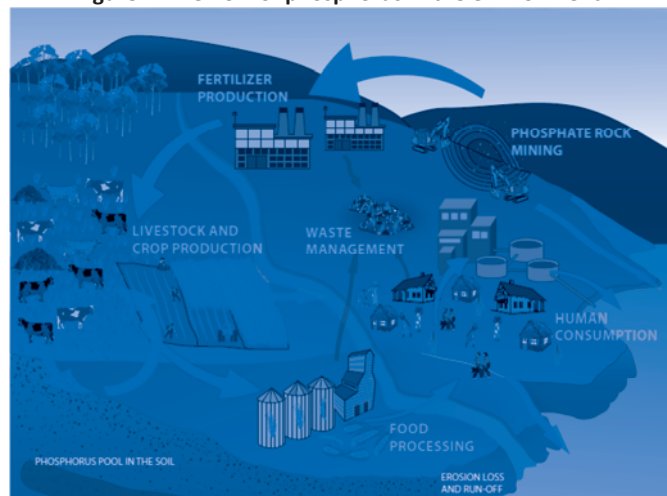 FERTILIZER
PRODUCTION
PHOSPHATE ROCK
MINING
LIVESTOCK AND
CROP PRODUCTION
WASTE
MANAGEMENT
HUMAN
CONSUMPTION
FOOD
PROCESSING
PHOSPHORUS POOL IN THE SOIL
EROSION LOSS
AND RUN-OFF